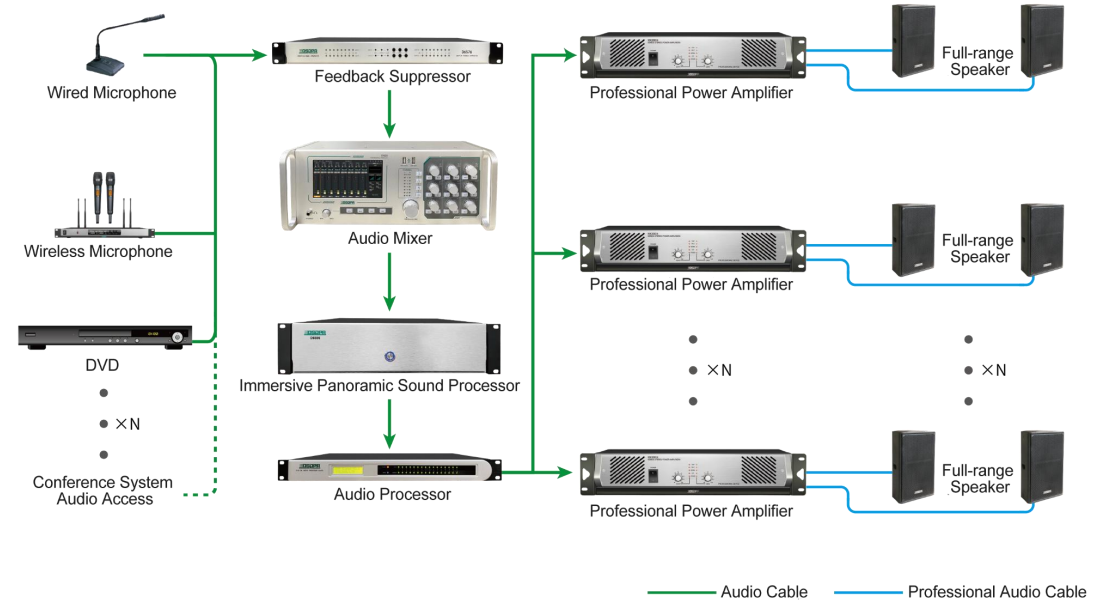 Wired Microphone
Wireless Microphone
DVD
×N
Conference System
Audio Access
Feedback Suppressor
Audio Mixer
Immersive Panoramic Sound Processor
Audio Processor
Professional Power Amplifier
Full-range
Speaker
Professional Power Amplifier
Full-range
Speaker
×N
×N
Professional Power Amplifier
Full-range
Speaker
Audio Cable
Professional Audio Cable